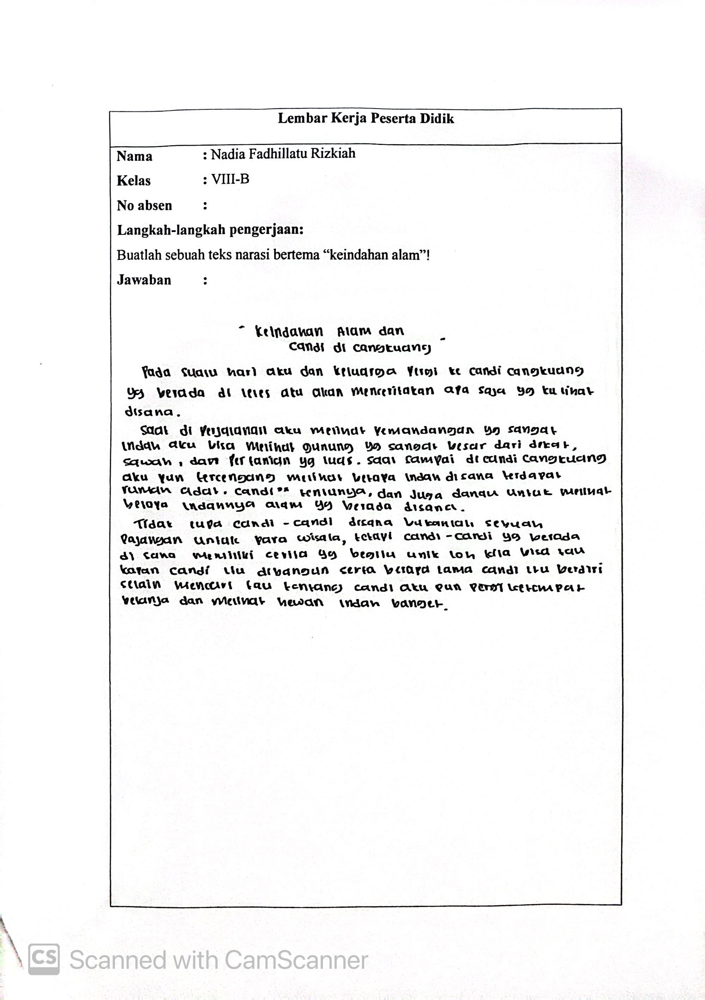 Lembar Kerja Peserta Didik
Nama : Nadia Fadhillatu Rizkiah
Kelas : VIII-B
No absen :
Langkah-langkah pengerjaan:
Buatlah sebuah teks narasi bertema “keindahan alam”!
Jawaban :
- Keindahan Alam dan
Candi di Cangkuang -
Pada suatu hari aku dan keluarga pergi ke candi cangkuang
yg berada di leles aku akan menceritakan apa saja yg ku lihat
disana.
Saat di perjalanan aku melihat pemandangan yg sangat
indah aku bisa melihat gunung yg sangat besar dari dekat,
sawah, dan pertanian yg luas. saat sampai di candi cangkuang
aku pun tercengang melihat betapa indah disana terdapat
rumah adat. candi" tentunya, dan juga danau untuk melihat
betapa indahnya alam yg berada disana.
Tidak lupa candi-candi disana bukanlah sebuah
pajangan untuk para wisata, tetapi candi-candi yg berada
di sana memiliki cerita yg begitu unik loh kita bisa tau
kapan candi itu dibangun serta berapa lama candi itu berdiri
selain mencari tau tentang candi aku pun pergi ketempat
belanja dan melihat hewan indah banget.
CS Scanned with CamScanner